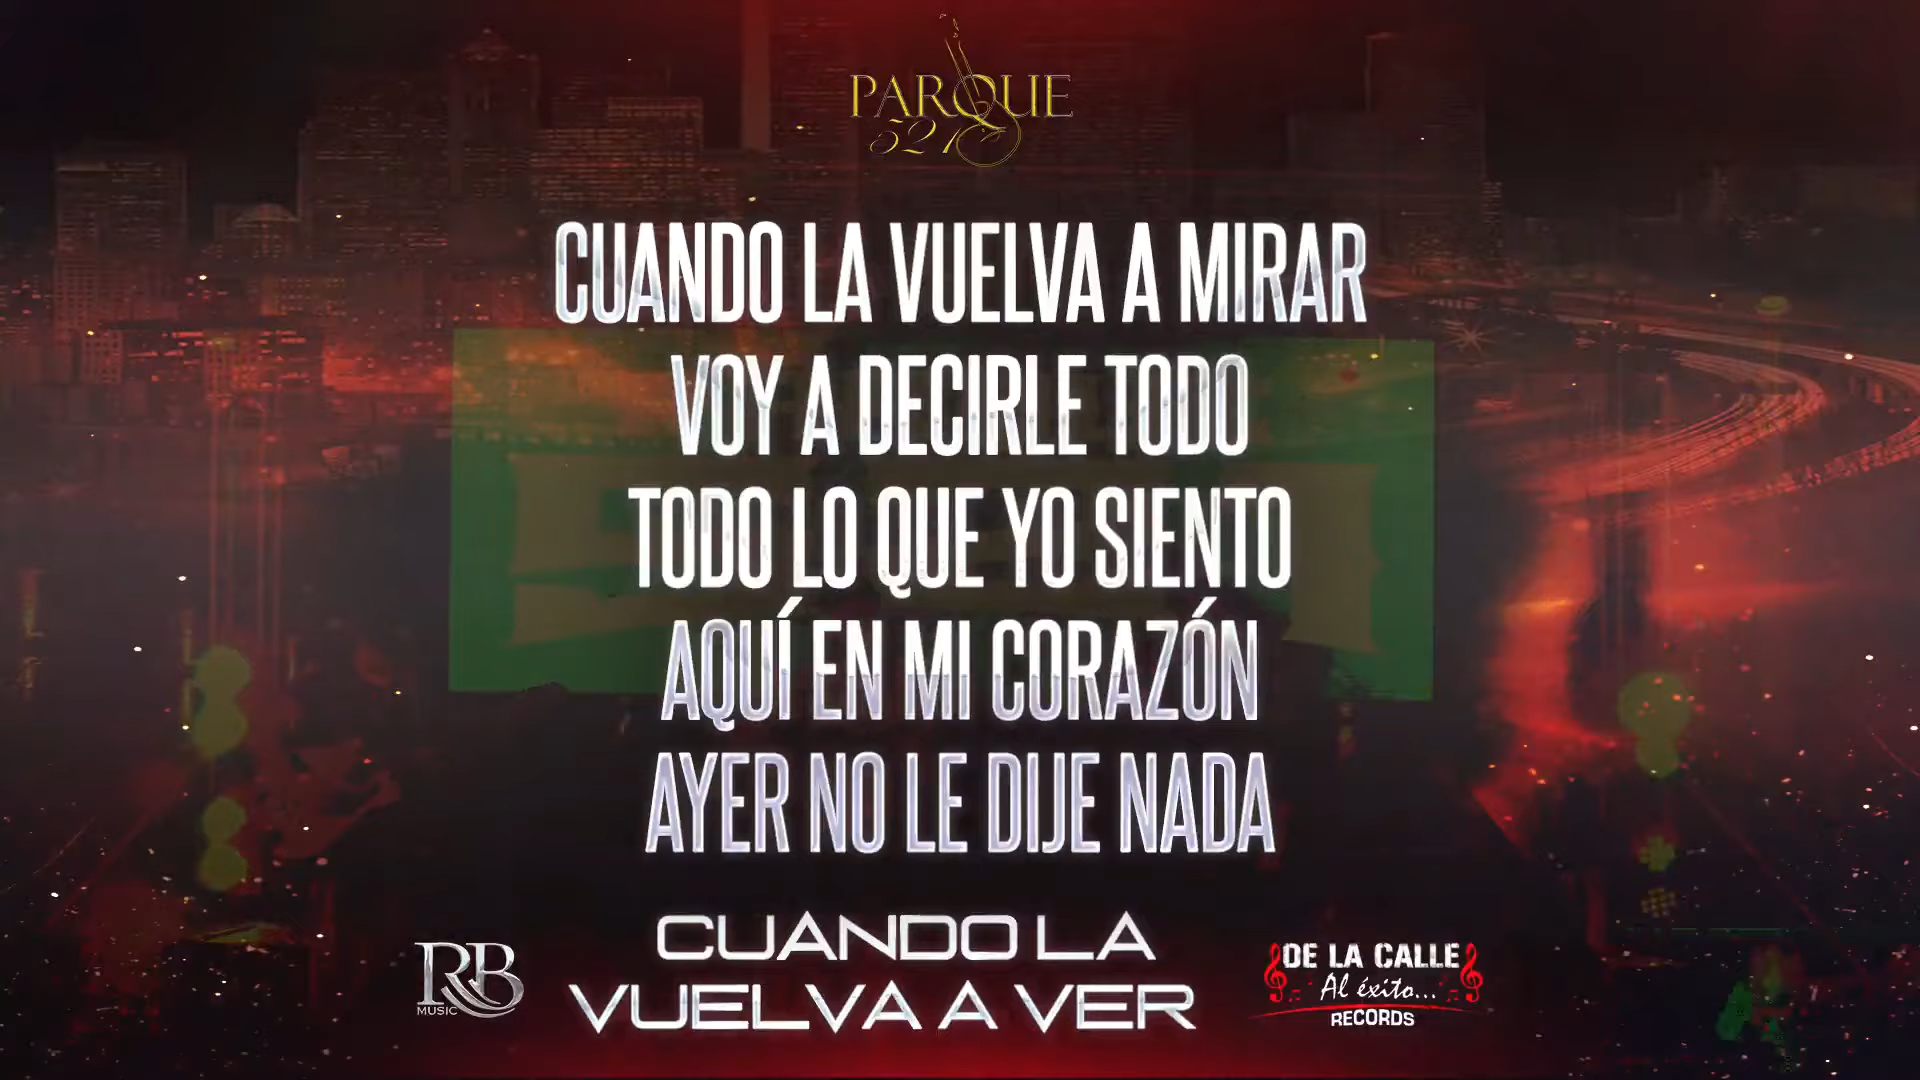 PARQUE
5213
CUANDO LA VUELVA A MIRAR
VOY A DECIRLE TODO
TODO LO QUE YO SIENTO
AQUÍ EN MI CORAZÓN
AYER NO LE DIJE NADA
CUANDO LA
VUELVA A VER
RB
MUSIC
DE LA CALLE
Al éxito...
RECORDS